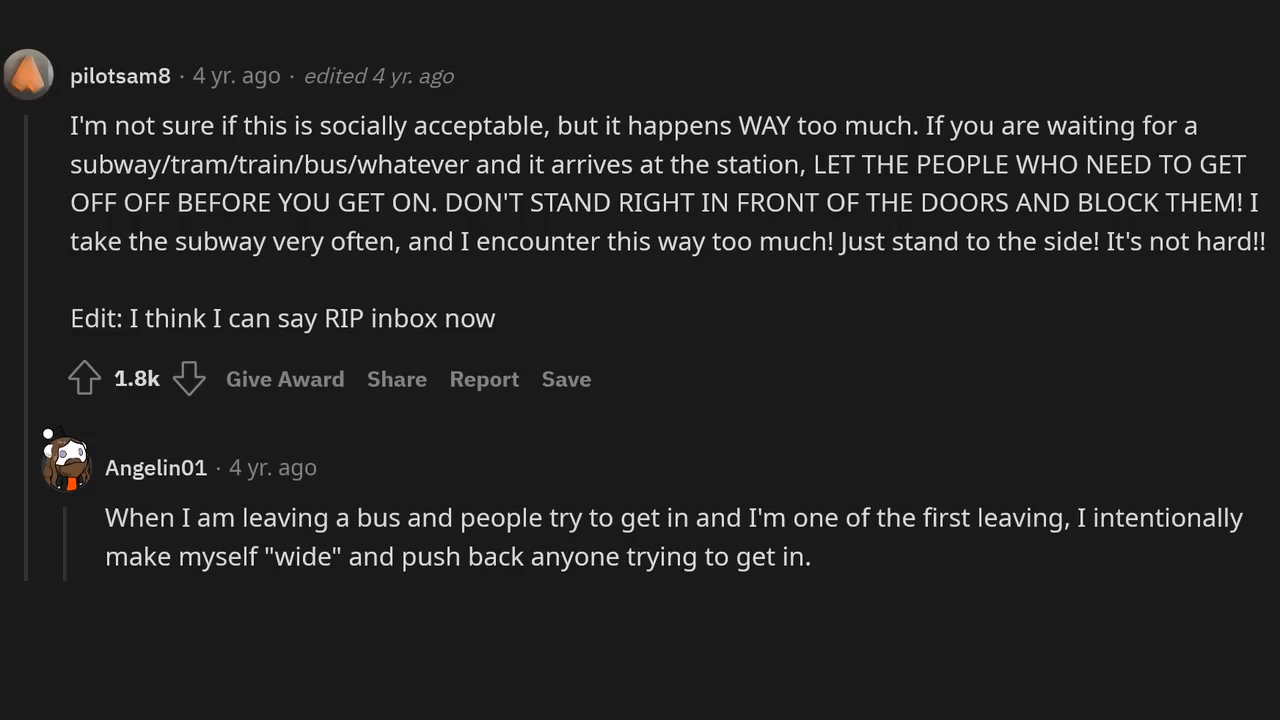 pilotsam8 · 4 yr. ago · edited 4 yr. ago
I'm not sure if this is socially acceptable, but it happens WAY too much. If you are waiting for a
subway/tram/train/bus/whatever and it arrives at the station, LET THE PEOPLE WHO NEED TO GET
OFF OFF BEFORE YOU GET ON. DON'T STAND RIGHT IN FRONT OF THE DOORS AND BLOCK THEM! I
take the subway very often, and I encounter this way too much! Just stand to the side! It's not hard!!
Edit: I think I can say RIP inbox now
1.8k Give Award Share Report Save
Angelin01 · 4 yr. ago
When I am leaving a bus and people try to get in and I'm one of the first leaving, I intentionally
make myself "wide" and push back anyone trying to get in.